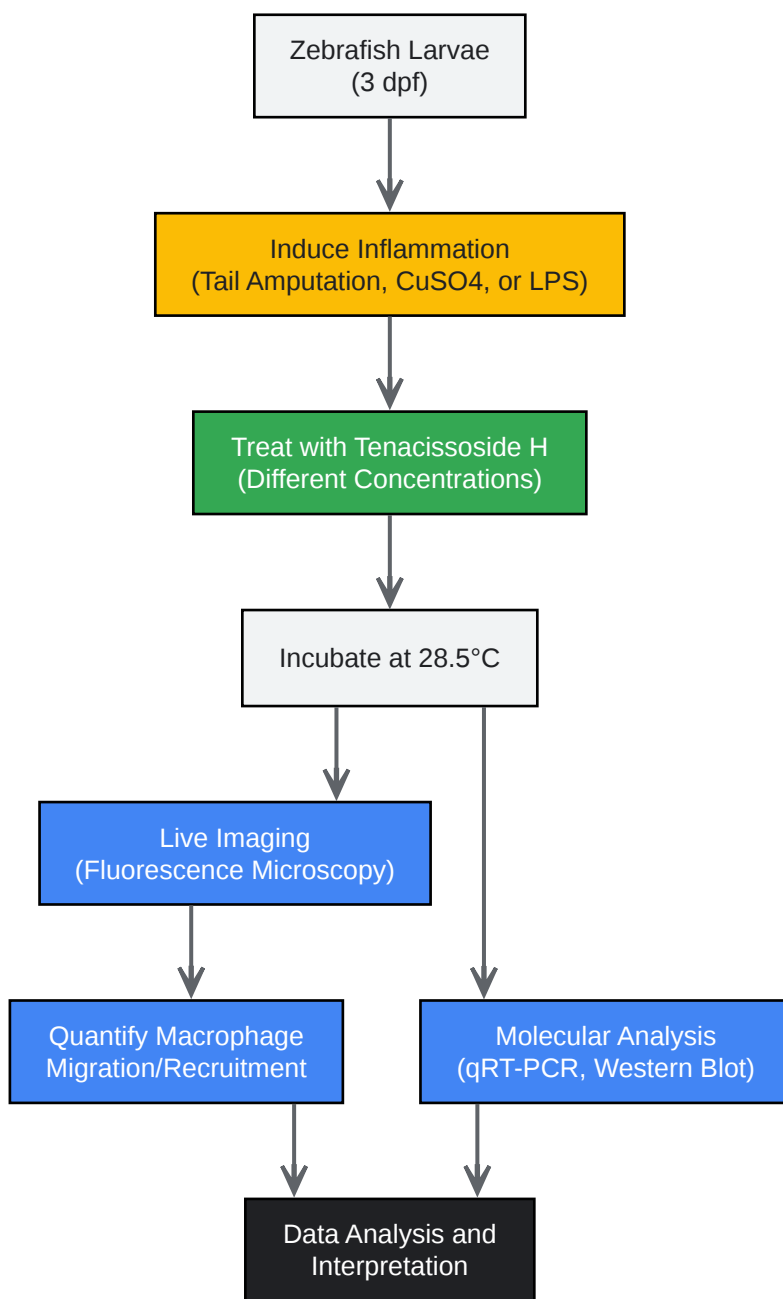 Zebrafish Larvae
(3 dpf)
Induce Inflammation
(Tail Amputation, CuSO4, or LPS)
Treat with Tenacissoside H
(Different Concentrations)
Incubate at 28.5°C
Live Imaging
(Fluorescence Microscopy)
Quantify Macrophage
Migration/Recruitment
Molecular Analysis
(qRT-PCR, Western Blot)
Data Analysis and
Interpretation